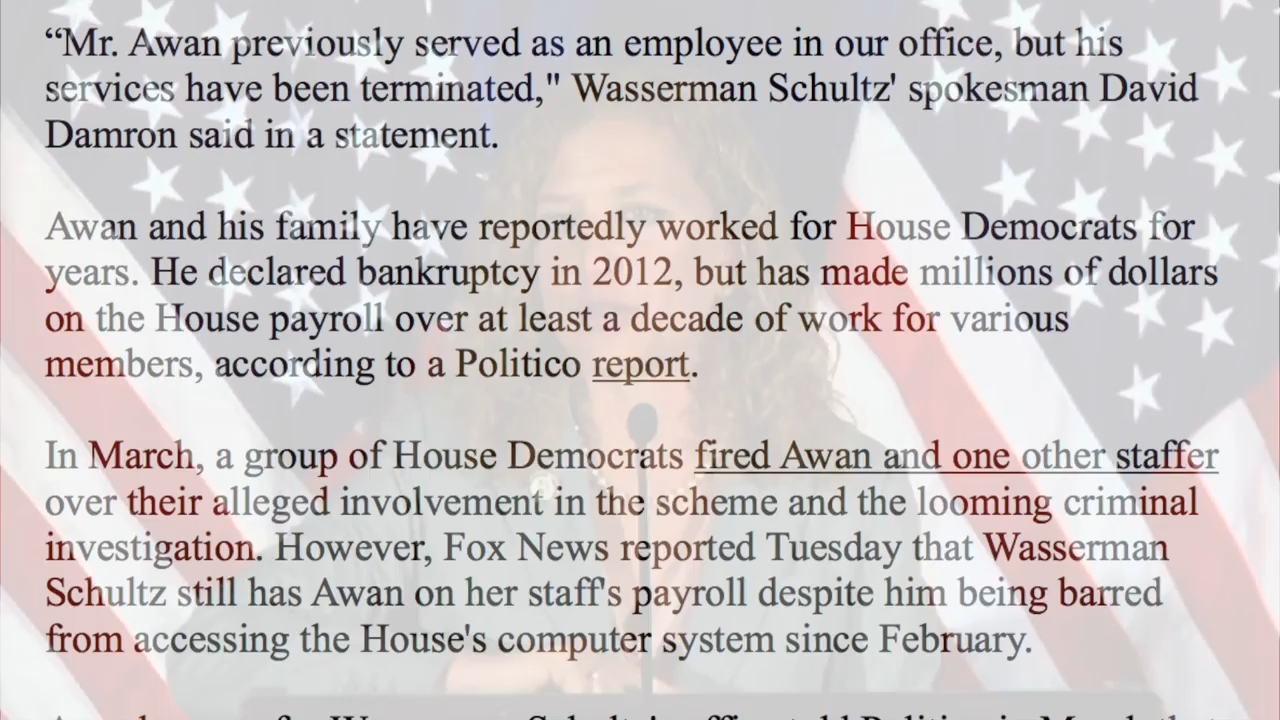 “Mr. Awan previously served as an employee in our office, but his
services have been terminated," Wasserman Schultz' spokesman David
Damron said in a statement.
Awan and his family have reportedly worked for House Democrats for
years. He declared bankruptcy in 2012, but has made millions of dollars
on the House payroll over at least a decade of work for various
members, according to a Politico report.
In March, a group of House Democrats fired Awan and one other staffer
over their alleged involvement in the scheme and the looming criminal
investigation. However, Fox News reported Tuesday that Wasserman
Schultz still has Awan on her staff's payroll despite him being barred
from accessing the House's computer system since February.